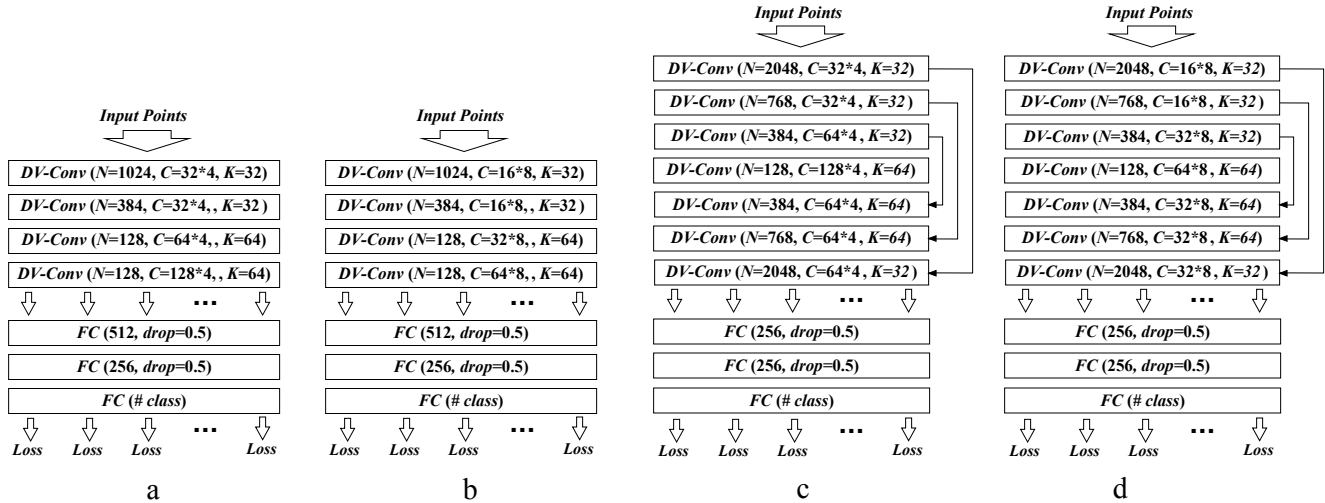 Input Points
DV-Conv (N=1024, C=32*4, K=32)
DV-Conv (N=384, C=32*4,, K=32)
DV-Conv (N=128, C=64*4,, K=64)
DV-Conv (N=128, C=128*4,, K=64)
...
FC (512, drop=0.5)
FC (256, drop=0.5)
FC (# class)
...
Loss Loss Loss Loss
a
Input Points
DV-Conv (N=1024, C=16*8, K=32)
DV-Conv (N=384, C=16*8,, K=32)
DV-Conv (N=128, C=32*8,, K=64)
DV-Conv (N=128, C=64*8,, K=64)
...
FC (512, drop=0.5)
FC (256, drop=0.5)
FC (# class)
...
Loss Loss Loss Loss
b
Input Points
DV-Conv (N=2048, C=32*4, K=32)
DV-Conv (N=768, C=32*4, K=32)
DV-Conv (N=384, C=64*4, K=32)
DV-Conv (N=128, C=128*4, K=64)
DV-Conv (N=384, C=64*4, K=64)
DV-Conv (N=768, C=64*4, K=64)
DV-Conv (N=2048, C=64*4, K=32)
...
FC (256, drop=0.5)
FC (256, drop=0.5)
FC (# class)
...
Loss Loss Loss Loss
c
Input Points
DV-Conv (N=2048, C=16*8, K=32)
DV-Conv (N=768, C=16*8, K=32)
DV-Conv (N=384, C=32*8, K=32)
DV-Conv (N=128, C=64*8, K=64)
DV-Conv (N=384, C=32*8, K=64)
DV-Conv (N=768, C=32*8, K=64)
DV-Conv (N=2048, C=32*8, K=32)
...
FC (256, drop=0.5)
FC (256, drop=0.5)
FC (# class)
...
Loss Loss Loss Loss
d